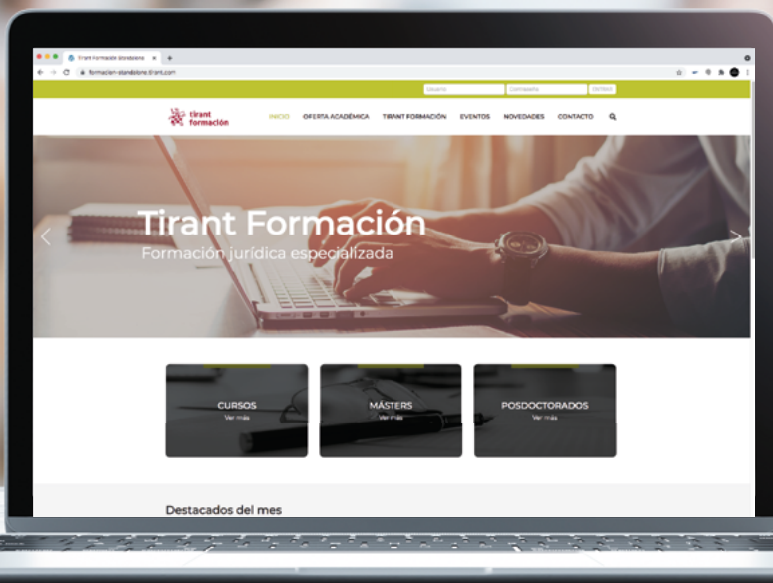 Tirant Formación Standalone
formacion-standalone.tirant.com
Usuario
Contraseña
ENTRAR
tirant
formación
INICIO
OFERTA ACADÉMICA
TIRANT FORMACIÓN
EVENTOS
NOVEDADES
CONTACTO
Tirant Formación
Formación jurídica especializada
CURSOS
Ver más
MÁSTERS
Ver más
POSDOCTORADOS
Ver más
Destacados del mes